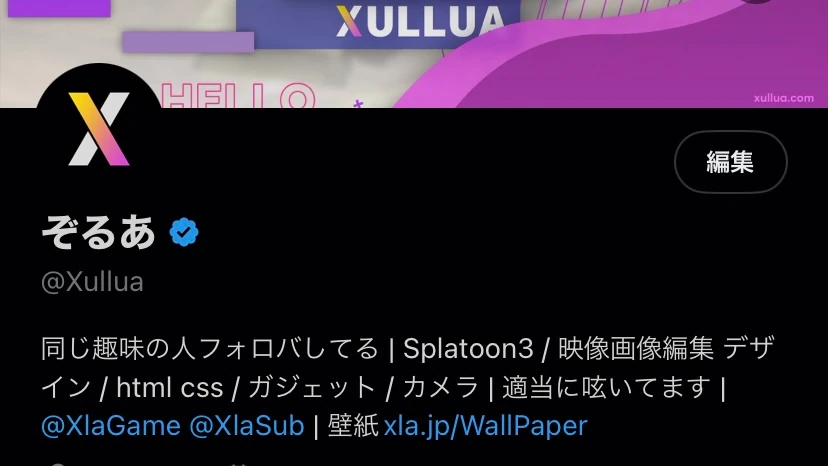 XULLUA
HELLO
xullua.com
X
編集
ぞるあ
@Xullua
同じ趣味の人フォロバしてる | Splatoon3 / 映像画像編集 デザ
イン / html css / ガジェット / カメラ | 適当に呟いてます |
@XlaGame @XlaSub | 壁紙 xla.jp/WallPaper